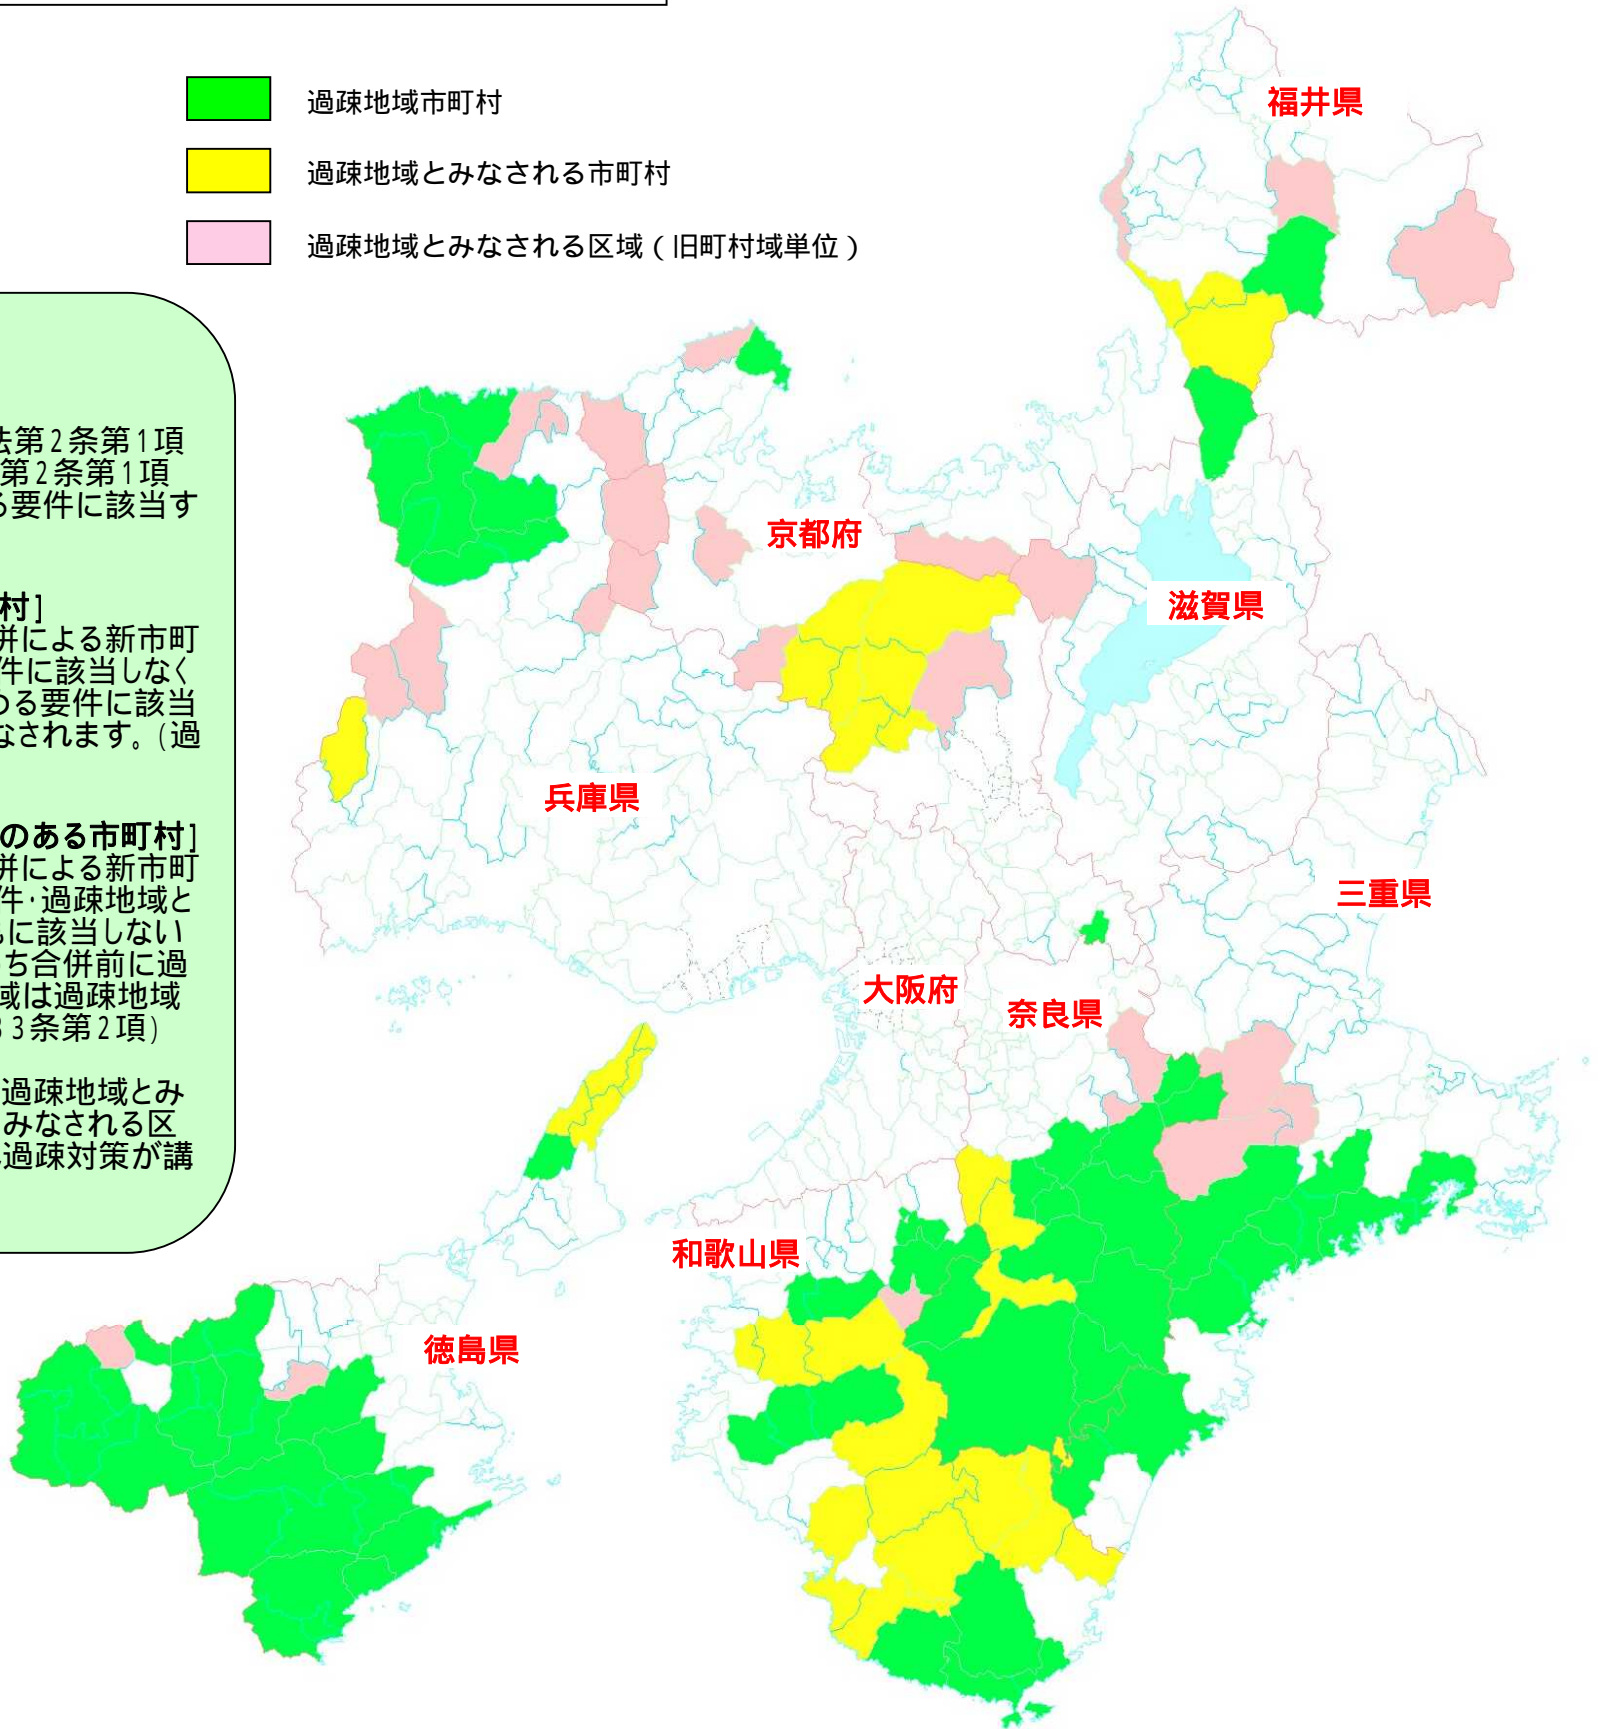 過疎地域市町村
過疎地域とみなされる市町村
過疎地域とみなされる区域（旧町村域単位）
法第2条第1項
第2条第1項
る要件に該当す
村]
併による新市町
件に該当しなく
める要件に該当
なされます。(過
のある市町村]
併による新市町
件･過疎地域と
らに該当しない
ち合併前に過
域は過疎地域
33条第2項)
過疎地域とみ
みなされる区
過疎対策が講
福井県
京都府
滋賀県
兵庫県
三重県
大阪府
奈良県
和歌山県
徳島県